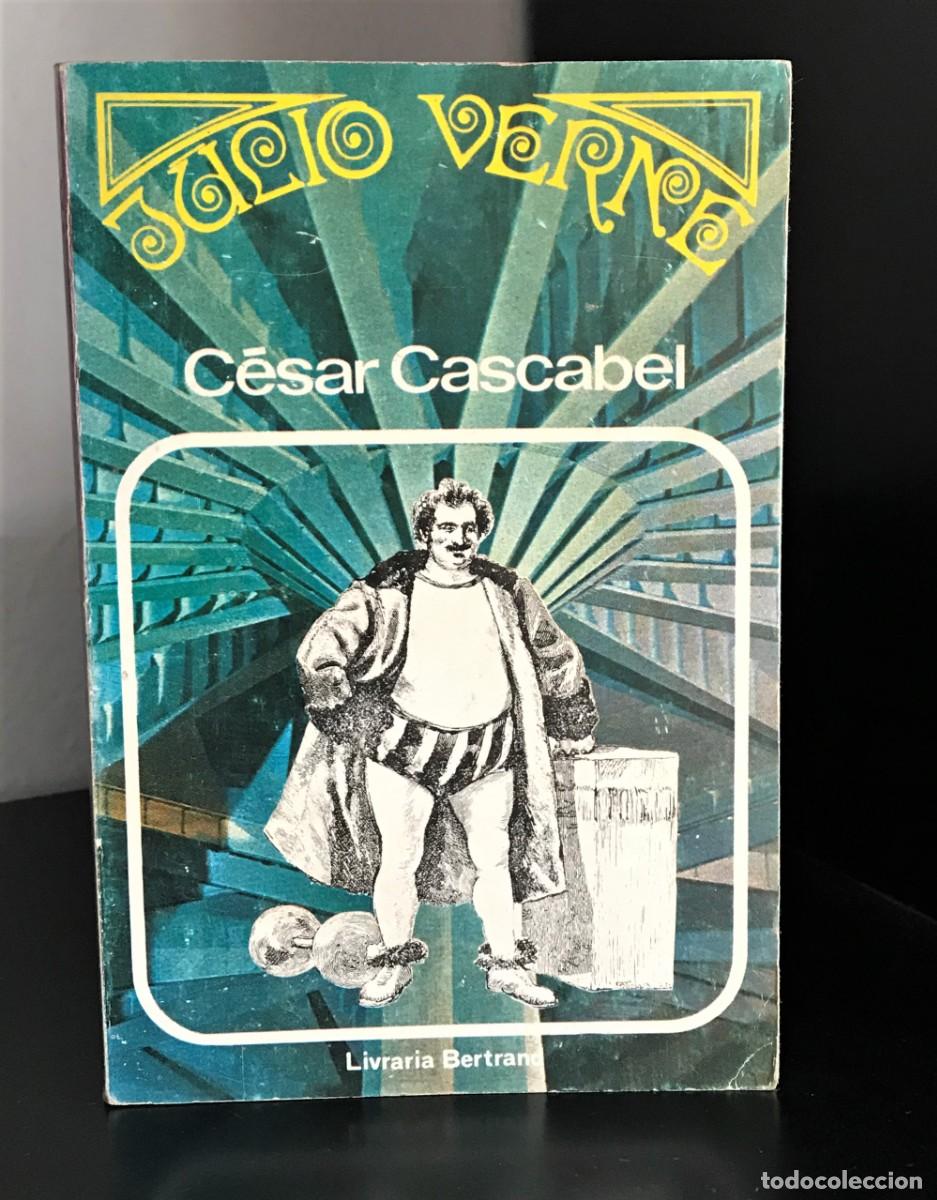 JULIO VERNE
César Cascabel
Livraria Bertrand
todocoleccion